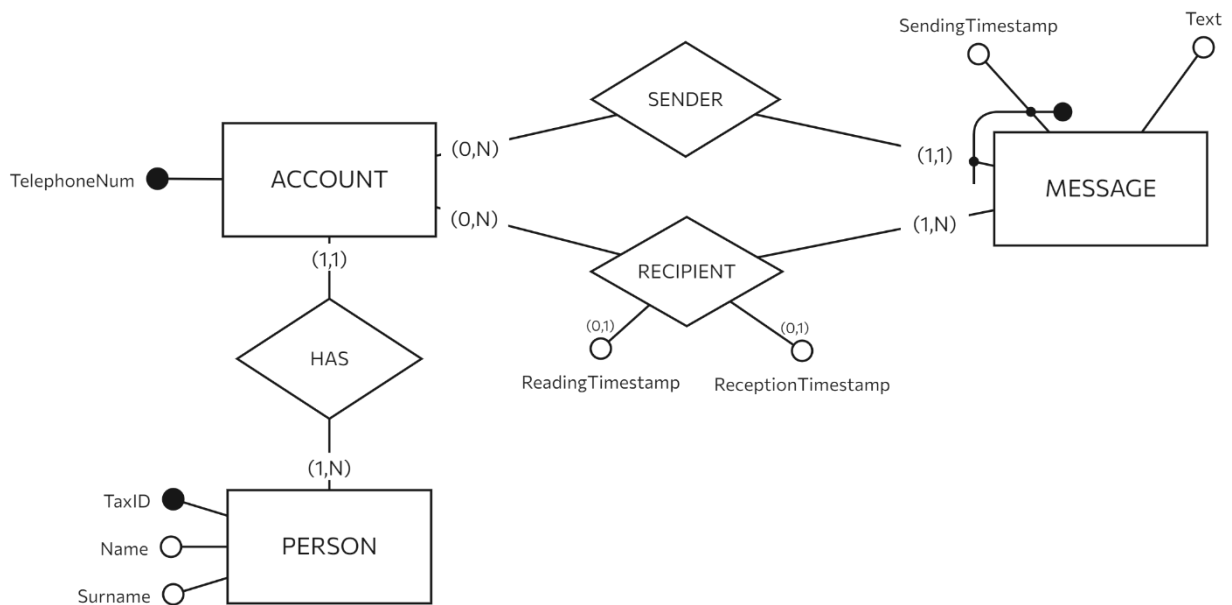 SendingTimestamp
Text
SENDER
(0,N)
(1,1)
TelephoneNum
ACCOUNT
MESSAGE
(0,N)
(1,N)
(1,1)
RECIPIENT
(0,1)
(0,1)
HAS
ReadingTimestamp
ReceptionTimestamp
(1,N)
TaxID
Name
PERSON
Surname